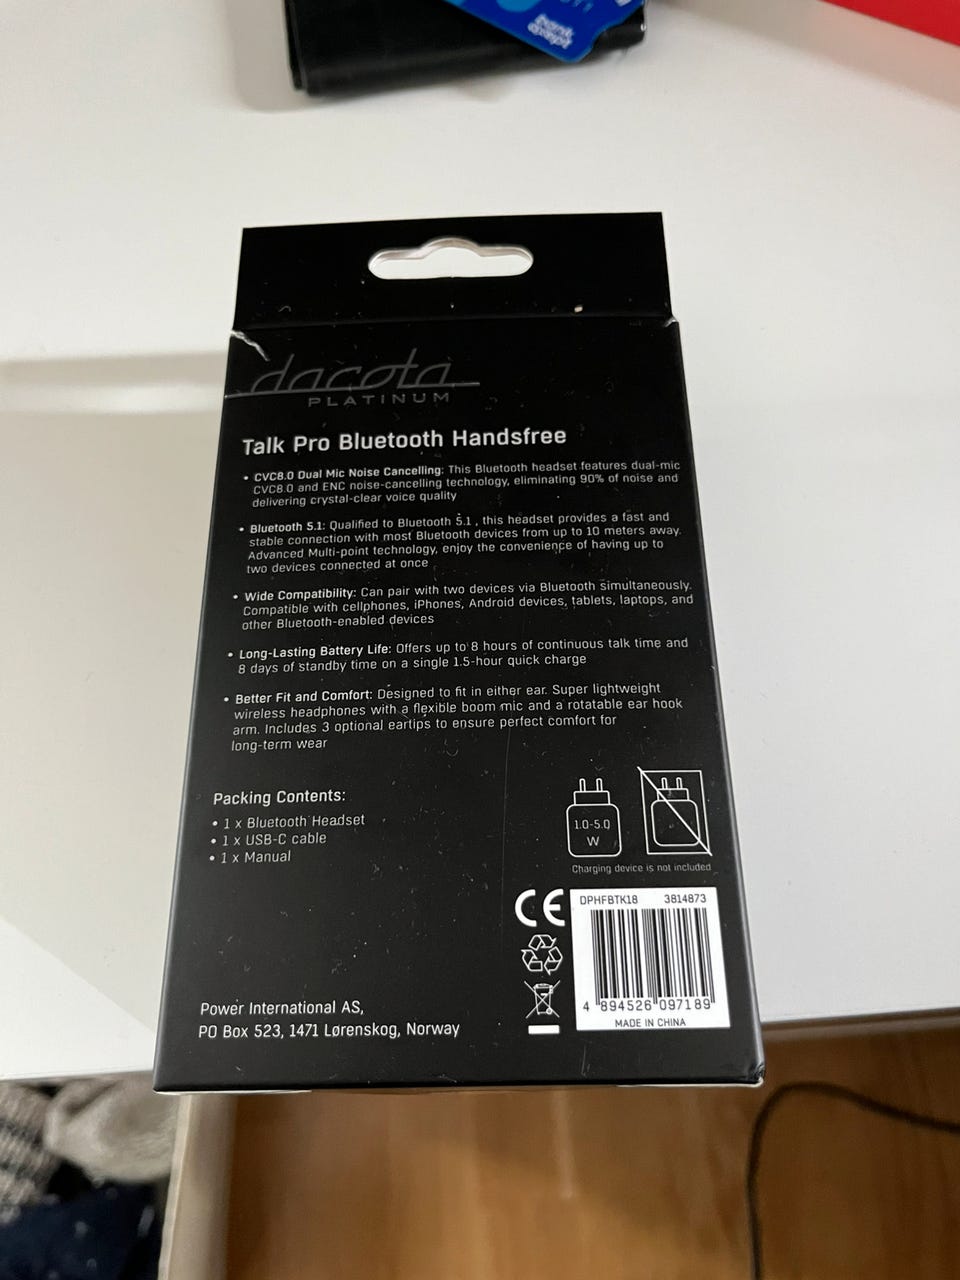 bank
axept
dacota
PLATINUM
Talk Pro Bluetooth Handsfree
• CVC8.0 Dual Mic Noise Cancelling: This Bluetooth headset features dual-mic
CVC8.0 and ENC noise-cancelling technology, eliminating 90% of noise and
delivering crystal-clear voice quality
• Bluetooth 5.1: Qualified to Bluetooth 5.1 , this headset provides a fast and
stable connection with most Bluetooth devices from up to 10 meters away.
Advanced Multi-point technology, enjoy the convenience of having up to
two devices connected at once
• Wide Compatibility: Can pair with two devices via Bluetooth simultaneously.
Compatible with cellphones, iPhones, Android devices, tablets, laptops, and
other Bluetooth-enabled devices
• Long-Lasting Battery Life: Offers up to 8 hours of continuous talk time and
8 days of standby time on a single 1.5-hour quick charge
• Better Fit and Comfort: Designed to fit in either ear. Super lightweight
wireless headphones with a flexible boom mic and a rotatable ear hook
arm. Includes 3 optional eartips to ensure perfect comfort for
long-term wear
Packing Contents:
• 1 x Bluetooth Headset
• 1 x USB-C cable
• 1 x Manual
1.0-5.0
W
Charging device is not included
CE
DPHFBTK18 3814873
4 894526 097189
MADE IN CHINA
Power International AS,
PO Box 523, 1471 Lørenskog, Norway